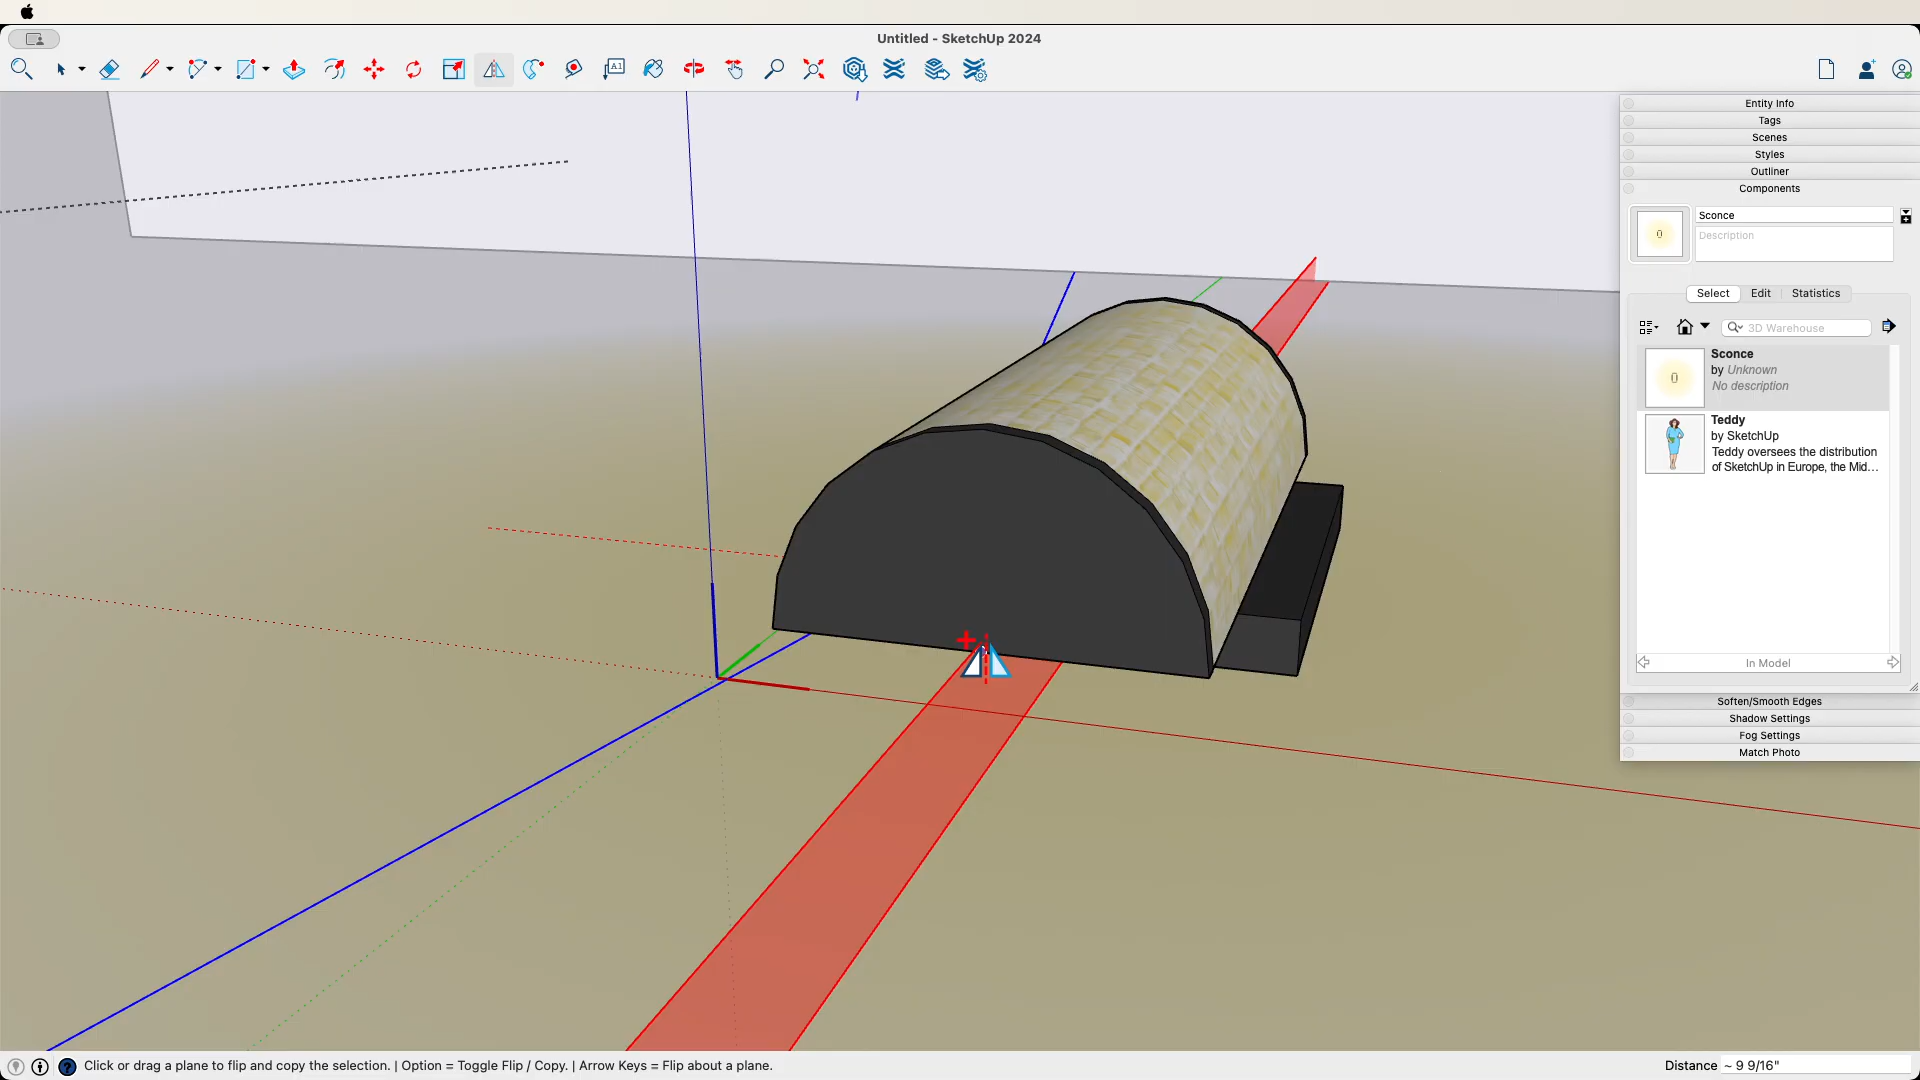 Untitled - SketchUp 2024
A1
Entity Info
Tags
Scenes
Styles
Outliner
Components
Sconce
Description
Select Edit Statistics
3D Warehouse
Sconce
by Unknown
No description
Teddy
by SketchUp
Teddy oversees the distribution
of SketchUp in Europe, the Mid...
In Model
Soften/Smooth Edges
Shadow Settings
Fog Settings
Match Photo
Click or drag a plane to flip and copy the selection. | Option = Toggle Flip / Copy. | Arrow Keys = Flip about a plane.
Distance ~ 9 9/16"